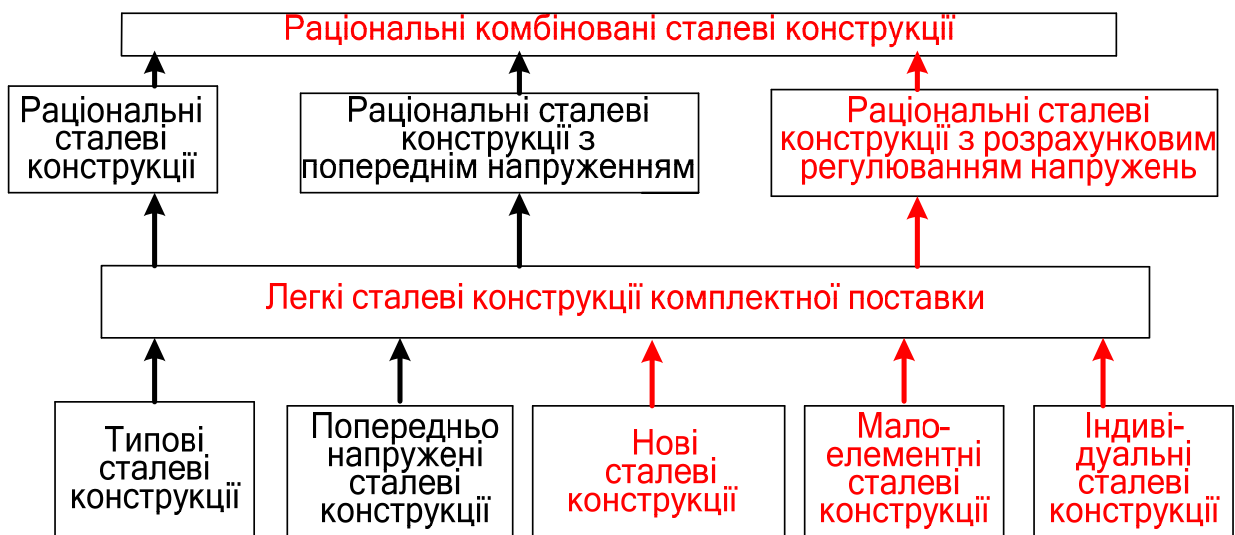 Раціональні комбіновані сталеві конструкції
Раціональні
сталеві
конструкції
Раціональні сталеві
конструкції з
попереднім напруженням
Раціональні сталеві
конструкції з розрахунковим
регулюванням напружень
Легкі сталеві конструкції комплектної поставки
Типові
сталеві
конструкції
Попередньо
напружені
сталеві
конструкції
Нові
сталеві
конструкції
Мало-
елементні
сталеві
конструкції
Індиві-
дуальні
сталеві
конструкції